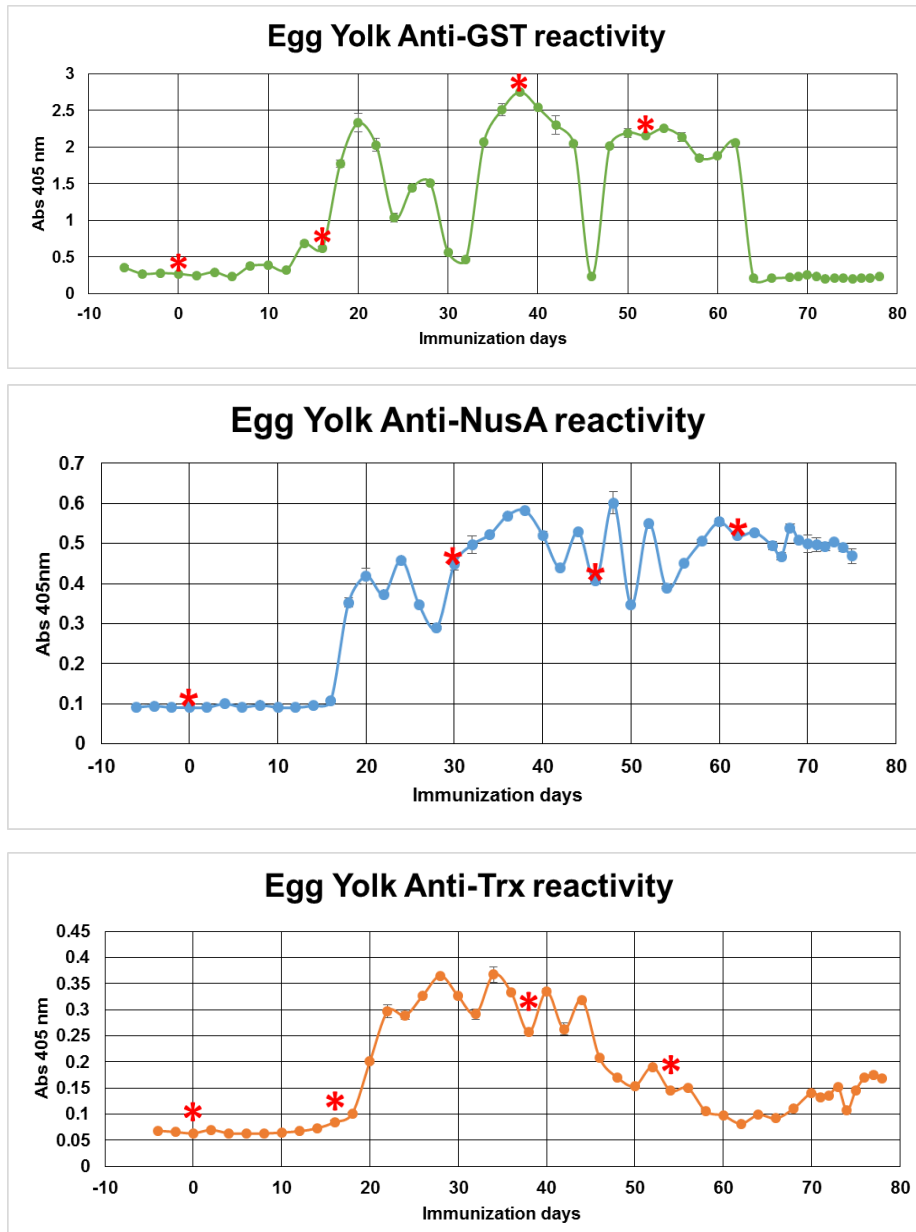 Egg Yolk Anti-GST reactivity
3
2.5
2
1.5
1
0.5
0
Abs 405 nm
-10 0 10 20 30 40 50 60 70 80
Immunization days
Egg Yolk Anti-NusA reactivity
0.7
0.6
0.5
0.4
0.3
0.2
0.1
0
Abs 405nm
-10 0 10 20 30 40 50 60 70 80
Immunization days
Egg Yolk Anti-Trx reactivity
0.45
0.4
0.35
0.3
0.25
0.2
0.15
0.1
0.05
0
Abs 405 nm
-10 0 10 20 30 40 50 60 70 80
Immunization days